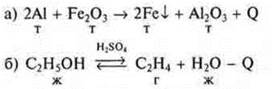 а) 2Al + Fe₂O₃ → 2Fe↓ + Al₂O₃ + Q
т т т т
H₂SO₄
б) C₂H₅OH ⇄ C₂H₄ + H₂O − Q
ж г ж